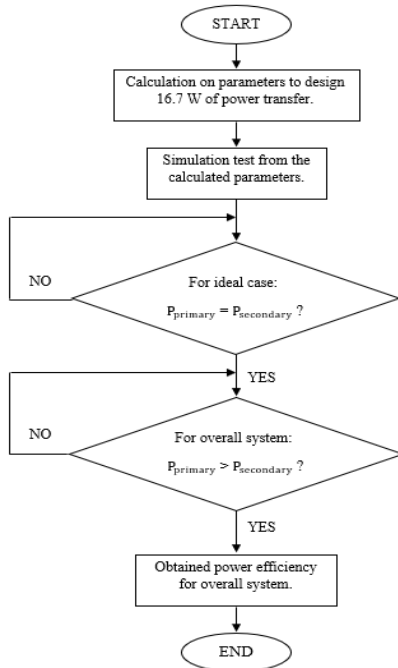 START
Calculation on parameters to design
16.7 W of power transfer.
Simulation test from the
calculated parameters.
NO
For ideal case:
Pprimary = Psecondary ?
YES
NO
For overall system:
Pprimary > Psecondary ?
YES
Obtained power efficiency
for overall system.
END